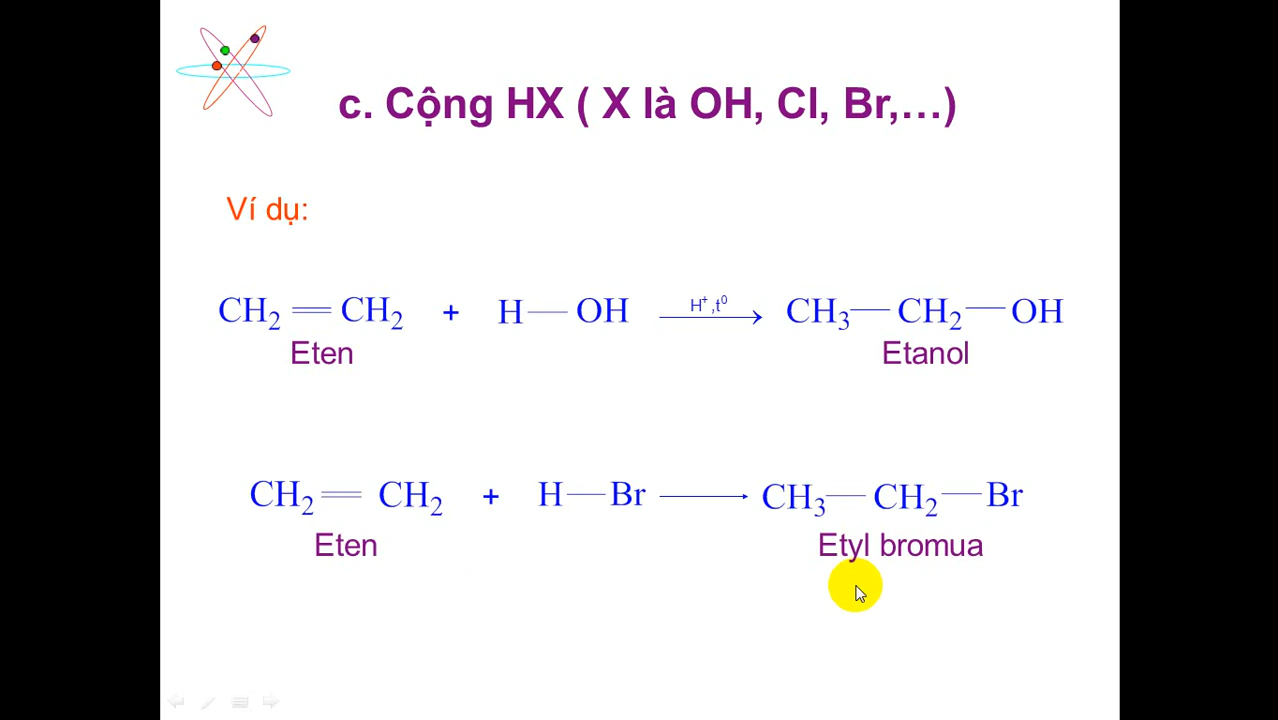 c. Cộng HX ( X là OH, Cl, Br,…)
Ví dụ:
CH₂ = CH₂ + H — OH → H⁺ ,t⁰ CH₃ — CH₂ — OH
Eten Etanol
CH₂ = CH₂ + H — Br → CH₃ — CH₂ — Br
Eten Etyl bromua